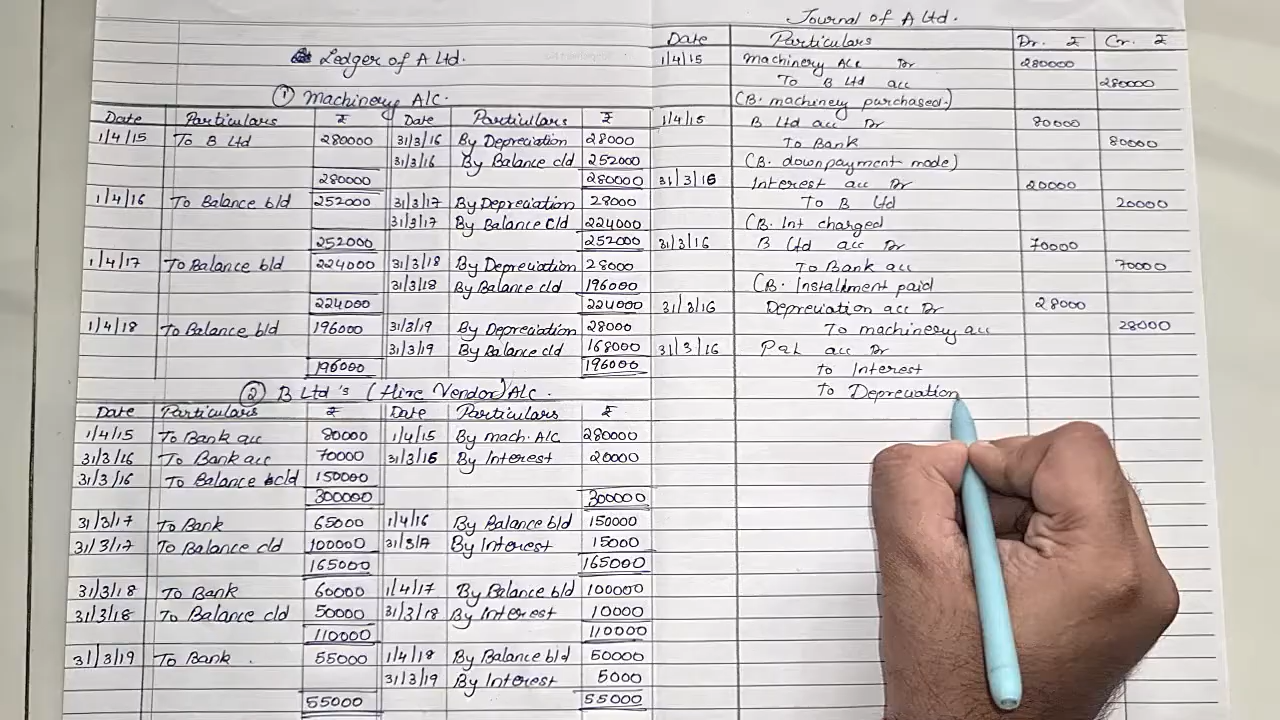 Ledger of A Ltd.
① Machinery A/c.
Date Particulars ₹ Date Particulars ₹
1/4/15 To B Ltd 280000 31/3/16 By Depreciation 28000
31/3/16 By Balance c/d 252000
280000 280000
1/4/16 To Balance b/d 252000 31/3/17 By Depreciation 28000
31/3/17 By Balance c/d 224000
252000 252000
1/4/17 To Balance b/d 224000 31/3/18 By Depreciation 28000
31/3/18 By Balance c/d 196000
224000 224000
1/4/18 To Balance b/d 196000 31/3/19 By Depreciation 28000
31/3/19 By Balance c/d 168000
196000 196000
② B Ltd's (Hire Vendor) A/c.
Date Particulars ₹ Date Particulars ₹
1/4/15 To Bank acc 80000 1/4/15 By mach. A/c 280000
31/3/16 To Bank acc 70000 31/3/16 By Interest 20000
31/3/16 To Balance c/d 150000
300000 300000
31/3/17 To Bank 65000 1/4/16 By Balance b/d 150000
31/3/17 To Balance c/d 100000 31/3/17 By Interest 15000
165000 165000
31/3/18 To Bank 60000 1/4/17 By Balance b/d 100000
31/3/18 To Balance c/d 50000 31/3/18 By Interest 10000
110000 110000
31/3/19 To Bank. 55000 1/4/18 By Balance b/d 50000
31/3/19 By Interest 5000
55000 55000
Journal of A Ltd.
Date Particulars Dr. ₹ Cr. ₹
1/4/15 Machinery Acc Dr 280000
To B Ltd acc 280000
(B. machinery purchased.)
1/4/15 B Ltd acc Dr 80000
To Bank 80000
(B. downpayment made)
31/3/16 Interest acc Dr 20000
To B Ltd 20000
(B. Int charged
31/3/16 B Ltd acc Dr 70000
To Bank acc 70000
(B. Installment paid
31/3/16 Depreciation acc Dr 28000
To machinery acc 28000
31/3/16 P&L acc Dr
to Interest
to Depreciation